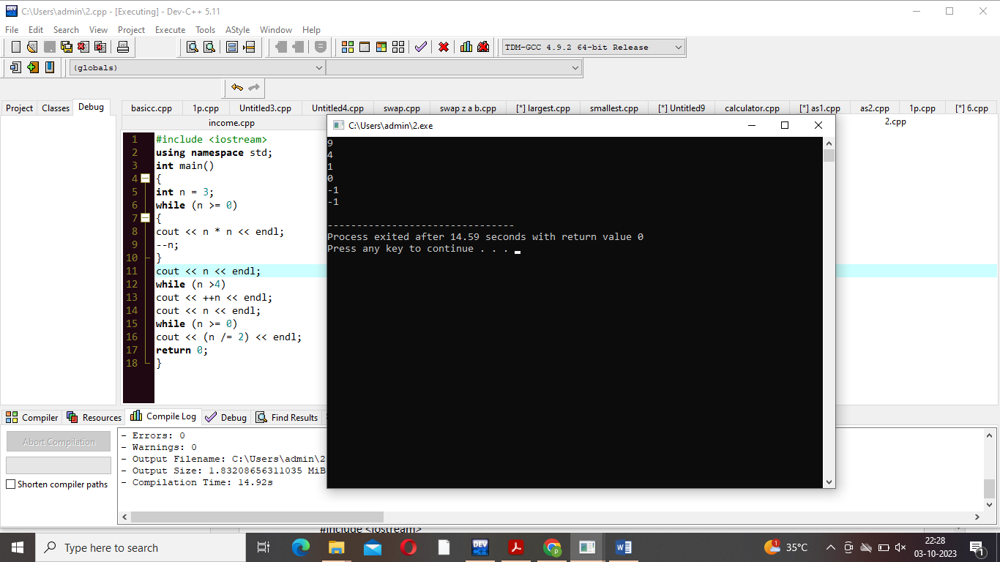 C:\Users\admin\2.cpp - [Executing] - Dev-C++ 5.11
File Edit Search View Project Execute Tools AStyle Window Help
TDM-GCC 4.9.2 64-bit Release
(globals)
Project Classes Debug
basicc.cpp 1p.cpp Untitled3.cpp Untitled4.cpp swap.cpp swap z a b.cpp [*] largest.cpp smallest.cpp [*] Untitled9 calculator.cpp [*] as1.cpp as2.cpp 1p.cpp [*] 6.cpp
income.cpp 2.cpp
1 #include <iostream>
2 using namespace std;
3 int main()
4 {
5 int n = 3;
6 while (n >= 0)
7 {
8 cout << n * n << endl;
9 --n;
10 }
11 cout << n << endl;
12 while (n >4)
13 cout << ++n << endl;
14 cout << n << endl;
15 while (n >= 0)
16 cout << (n /= 2) << endl;
17 return 0;
18 }
C:\Users\admin\2.exe
9
4
1
0
-1
-1
--------------------------------
Process exited after 14.59 seconds with return value 0
Press any key to continue . . .
Compiler Resources Compile Log Debug Find Results
Abort Compilation
Shorten compiler paths
- Errors: 0
- Warnings: 0
- Output Filename: C:\Users\admin\2
- Output Size: 1.83208656311035 MiB
- Compilation Time: 14.92s
#include <iostream>
Type here to search
DEV
W
P
1
35°C
22:28
03-10-2023
1